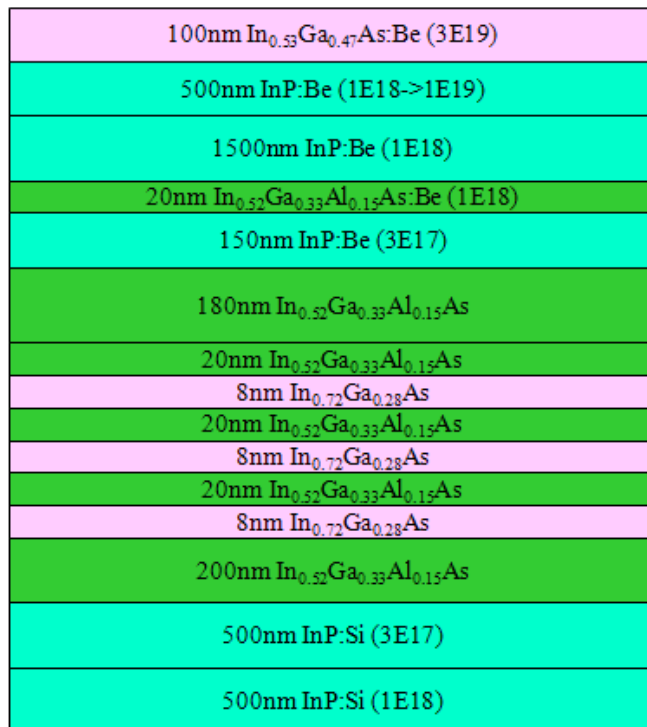 100nm In₀.₅₃Ga₀.₄₇As:Be (3E19)
500nm InP:Be (1E18->1E19)
1500nm InP:Be (1E18)
20nm In₀.₅₂Ga₀.₃₃Al₀.₁₅As:Be (1E18)
150nm InP:Be (3E17)
180nm In₀.₅₂Ga₀.₃₃Al₀.₁₅As
20nm In₀.₅₂Ga₀.₃₃Al₀.₁₅As
8nm In₀.₇₂Ga₀.₂₈As
20nm In₀.₅₂Ga₀.₃₃Al₀.₁₅As
8nm In₀.₇₂Ga₀.₂₈As
20nm In₀.₅₂Ga₀.₃₃Al₀.₁₅As
8nm In₀.₇₂Ga₀.₂₈As
200nm In₀.₅₂Ga₀.₃₃Al₀.₁₅As
500nm InP:Si (3E17)
500nm InP:Si (1E18)